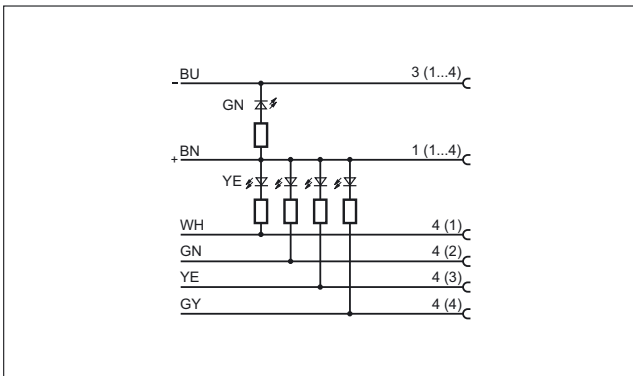 - BU 3 (1...4)
GN
+ BN 1 (1...4)
YE
WH 4 (1)
GN 4 (2)
YE 4 (3)
GY 4 (4)